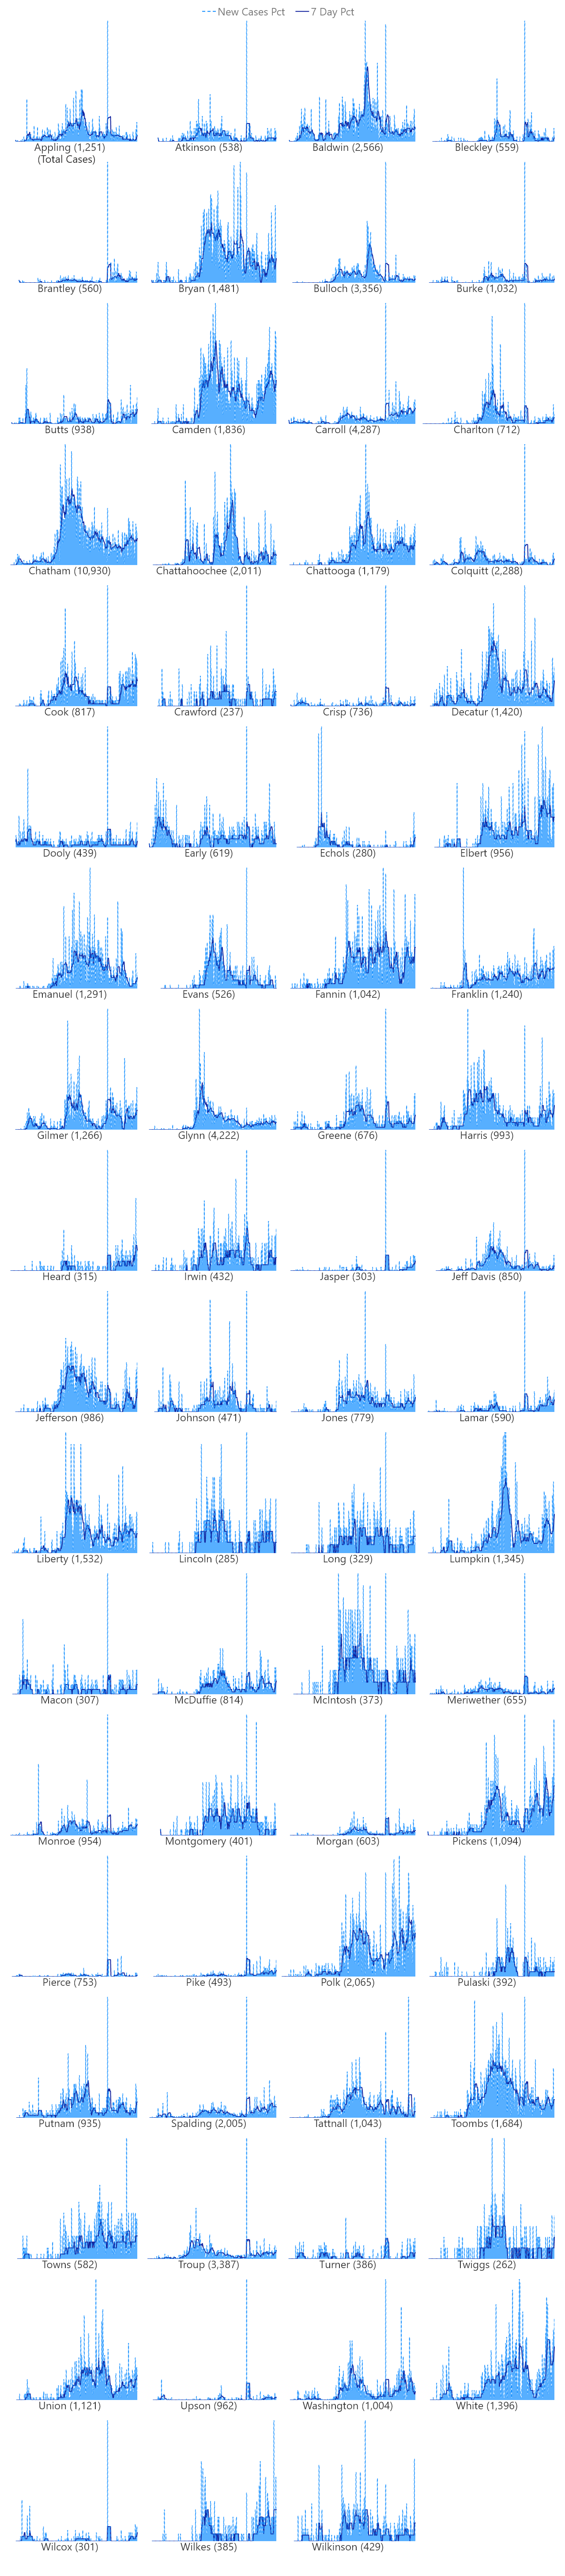 New Cases Pct 7 Day Pct
Appling (1,251) Atkinson (538) Baldwin (2,566) Bleckley (559)
(Total Cases)
Brantley (560) Bryan (1,481) Bulloch (3,356) Burke (1,032)
Butts (938) Camden (1,836) Carroll (4,287) Charlton (712)
Chatham (10,930) Chattahoochee (2,011) Chattooga (1,179) Colquitt (2,288)
Cook (817) Crawford (237) Crisp (736) Decatur (1,420)
Dooly (439) Early (619) Echols (280) Elbert (956)
Emanuel (1,291) Evans (526) Fannin (1,042) Franklin (1,240)
Gilmer (1,266) Glynn (4,222) Greene (676) Harris (993)
Heard (315) Irwin (432) Jasper (303) Jeff Davis (850)
Jefferson (986) Johnson (471) Jones (779) Lamar (590)
Liberty (1,532) Lincoln (285) Long (329) Lumpkin (1,345)
Macon (307) McDuffie (814) McIntosh (373) Meriwether (655)
Monroe (954) Montgomery (401) Morgan (603) Pickens (1,094)
Pierce (753) Pike (493) Polk (2,065) Pulaski (392)
Putnam (935) Spalding (2,005) Tattnall (1,043) Toombs (1,684)
Towns (582) Troup (3,387) Turner (386) Twiggs (262)
Union (1,121) Upson (962) Washington (1,004) White (1,396)
Wilcox (301) Wilkes (385) Wilkinson (429)